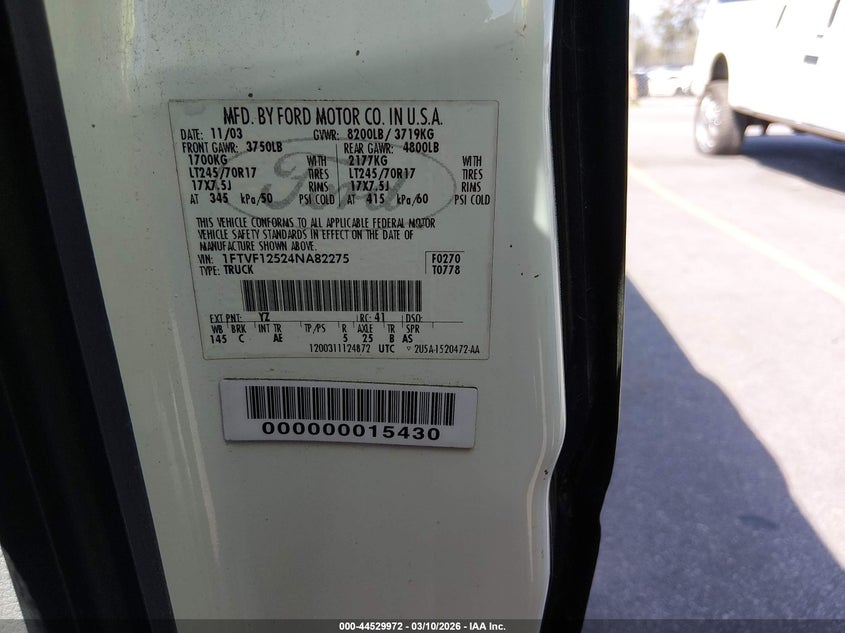 MFD. BY FORD MOTOR CO. IN U.S.A.
DATE: 11/03 GVWR: 8200LB/ 3719KG
FRONT GAWR: 3750LB REAR GAWR: 4800LB
1700KG WITH 2177KG WITH
LT245/70R17 TIRES LT245/70R17 TIRES
17X7.5J RIMS 17X7.5J RIMS
AT 345 kPa/50 PSI COLD AT 415 kPa/60 PSI COLD
Ford
THIS VEHICLE CONFORMS TO ALL APPLICABLE FEDERAL MOTOR
VEHICLE SAFETY STANDARDS IN EFFECT ON THE DATE OF
MANUFACTURE SHOWN ABOVE.
VIN: 1FTVF12524NA82275 F0270
TYPE: TRUCK T0778
EXT PNT: YZ RC: 41 DSO:
WB BRK INT TR TP/PS R AXLE TR SPR
145 C AE 5 25 B AS
1200311124872 UTC ▽ 2U5A-1520472-AA
000000015430
000-44529972 — 03/10/2026 — IAA Inc.